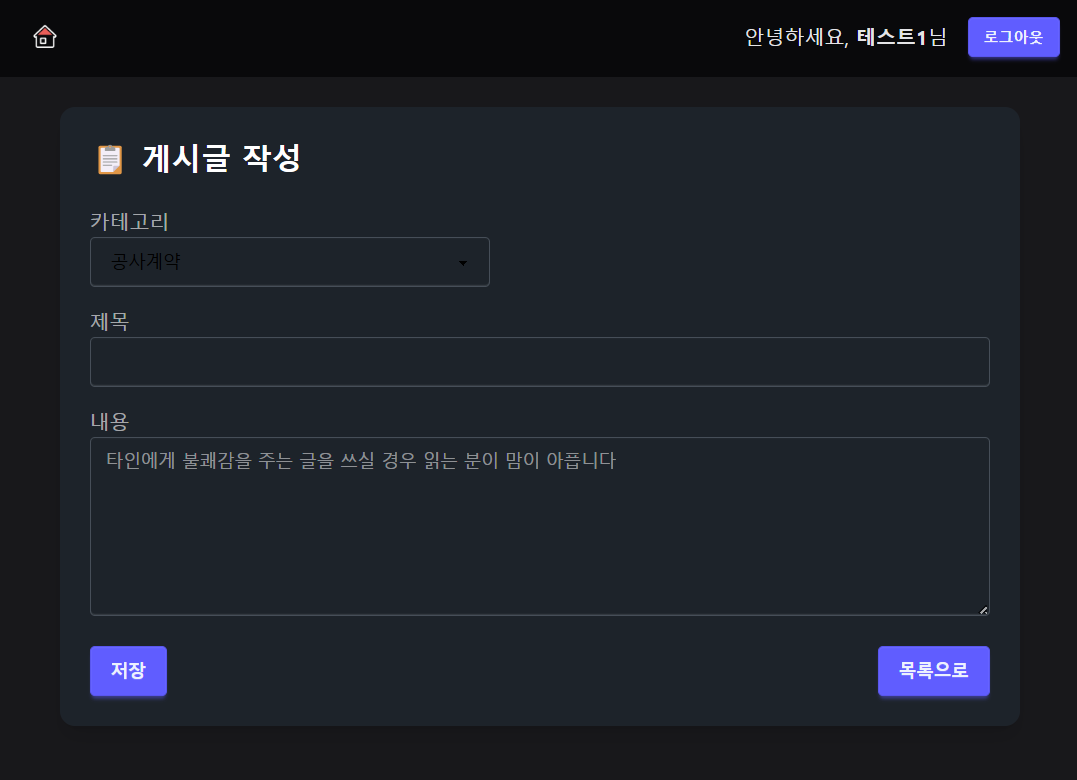 안녕하세요, 테스트1님
로그아웃
게시글 작성
카테고리
공사계약
제목
내용
타인에게 불쾌감을 주는 글을 쓰실 경우 읽는 분이 맘이 아픕니다
저장
목록으로